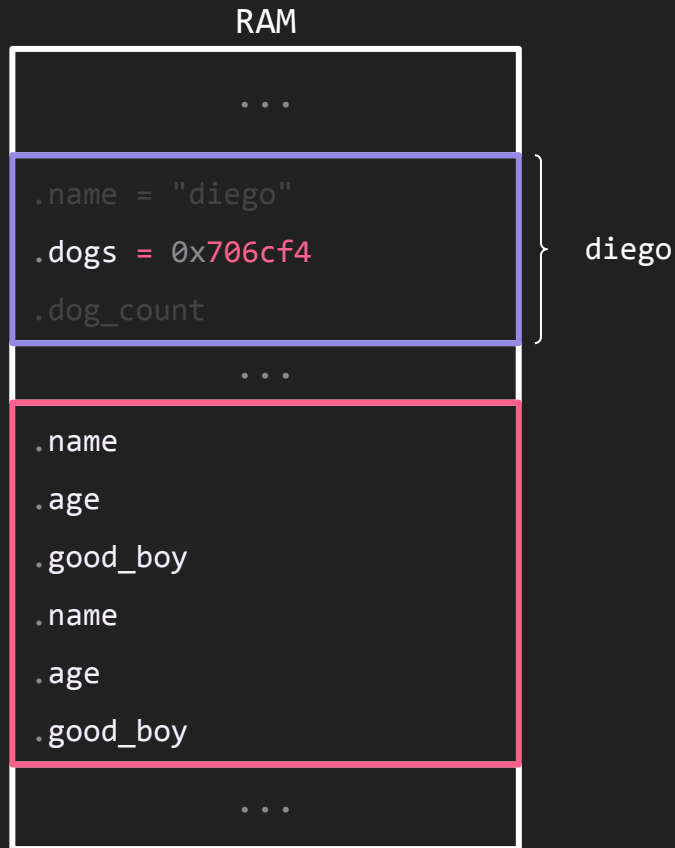 RAM
...
.name = "diego"
.dogs = 0x706cf4
.dog_count
diego
...
.name
.age
.good_boy
.name
.age
.good_boy
...